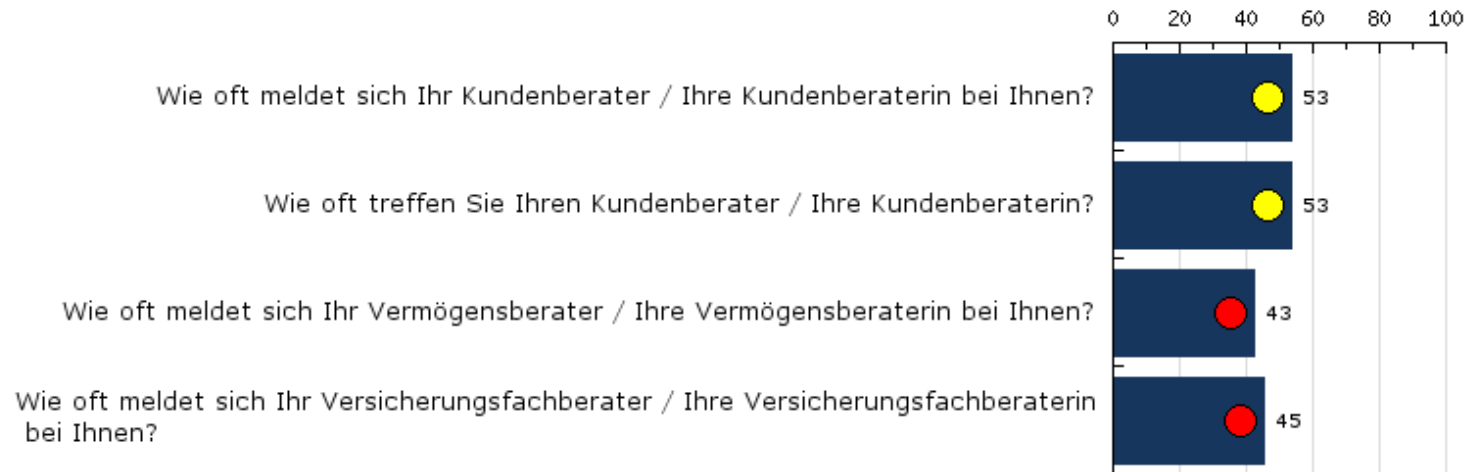 0 20 40 60 80 100
Wie oft meldet sich Ihr Kundenberater / Ihre Kundenberaterin bei Ihnen? 53
Wie oft treffen Sie Ihren Kundenberater / Ihre Kundenberaterin? 53
Wie oft meldet sich Ihr Vermögensberater / Ihre Vermögensberaterin bei Ihnen? 43
Wie oft meldet sich Ihr Versicherungsfachberater / Ihre Versicherungsfachberaterin
bei Ihnen? 45